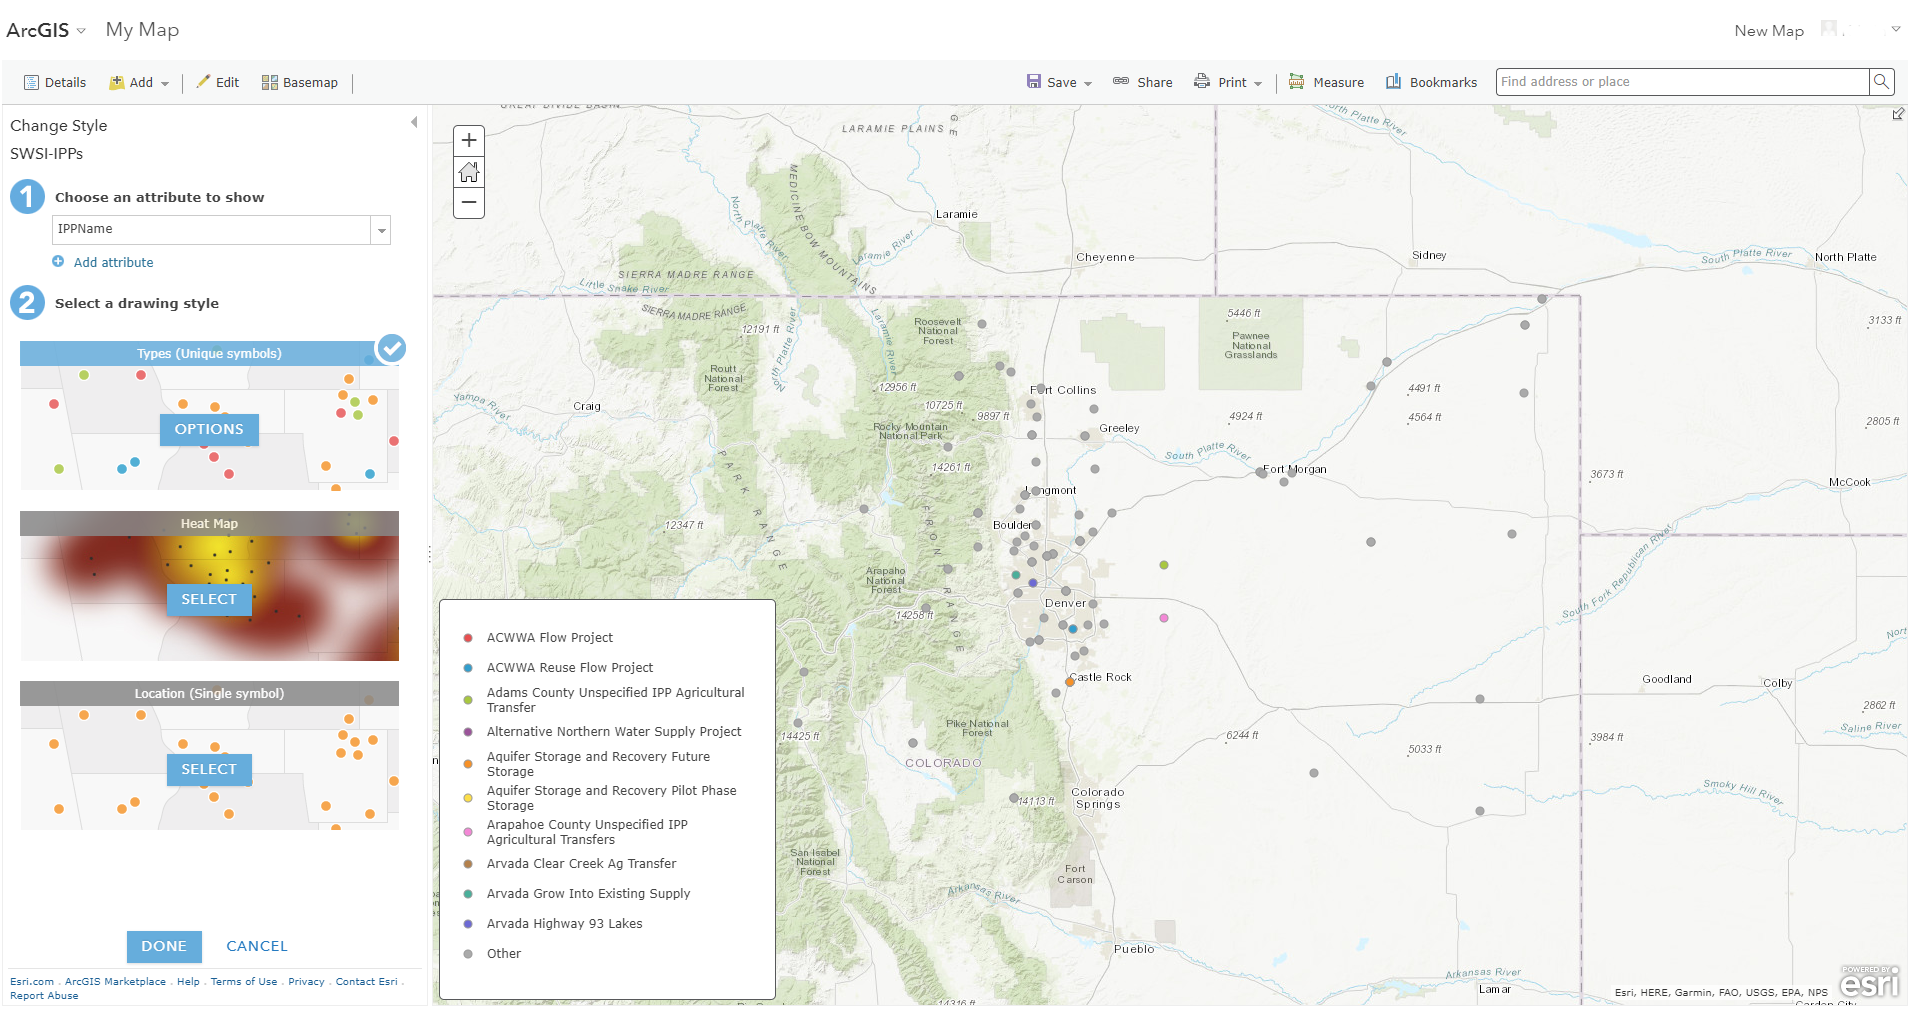 ArcGIS
My Map
New Map
Details
Add
Edit
Basemap
Save
Share
Print
Measure
Bookmarks
Find address or place
Change Style
SWSI-IPPs
1 Choose an attribute to show
IPPName
Add attribute
2 Select a drawing style
Types (Unique symbols)
OPTIONS
Heat Map
SELECT
Location (Single symbol)
SELECT
DONE
CANCEL
Esri.com . ArcGIS Marketplace . Help . Terms of Use . Privacy . Contact Esri .
Report Abuse
GREAT DIVIDE BASIN
LARAMIE PLAINS
North Platte River
MEDICINE BOW MOUNTAINS
North Platte River
Laramie
Laramie River
Cheyenne
Sidney
South Platte River
North Platte
SIERRA MADRE RANGE
Little Snake River
SIERRA MADRE RANGE
12191 ft
North Platte River
Laramie River
Roosevelt
National
Forest
5446 ft
Pawnee
National
Grasslands
3133 ft
Routt
National
Forest
12956 ft
Fort Collins
4491 ft
Yampa River
Craig
10725 ft
9897 ft
4924 ft
4564 ft
2805 ft
Rocky Mountain
National Park
Greeley
South Platte River
PARK RANGE
14261 ft
Fort Morgan
3673 ft
McCook
Longmont
12347 ft
FRONT RANGE
Boulder
South Fork Republican River
Arapaho
National
Forest
14258 ft
Denver
Castle Rock
Goodland
Colby
2862 ft
Saline River
Pike National
Forest
14425 ft
6244 ft
5033 ft
3984 ft
COLORADO
14113 ft
Colorado
Springs
Smoky Hill River
San Isabel
National
Forest
Fort
Carson
Arkansas River
Pueblo
Arkansas River
Lamar
14316 ft
Garden City
ACWWA Flow Project
ACWWA Reuse Flow Project
Adams County Unspecified IPP Agricultural
Transfer
Alternative Northern Water Supply Project
Aquifer Storage and Recovery Future
Storage
Aquifer Storage and Recovery Pilot Phase
Storage
Arapahoe County Unspecified IPP
Agricultural Transfers
Arvada Clear Creek Ag Transfer
Arvada Grow Into Existing Supply
Arvada Highway 93 Lakes
Other
Esri, HERE, Garmin, FAO, USGS, EPA, NPS
POWERED BY
esri